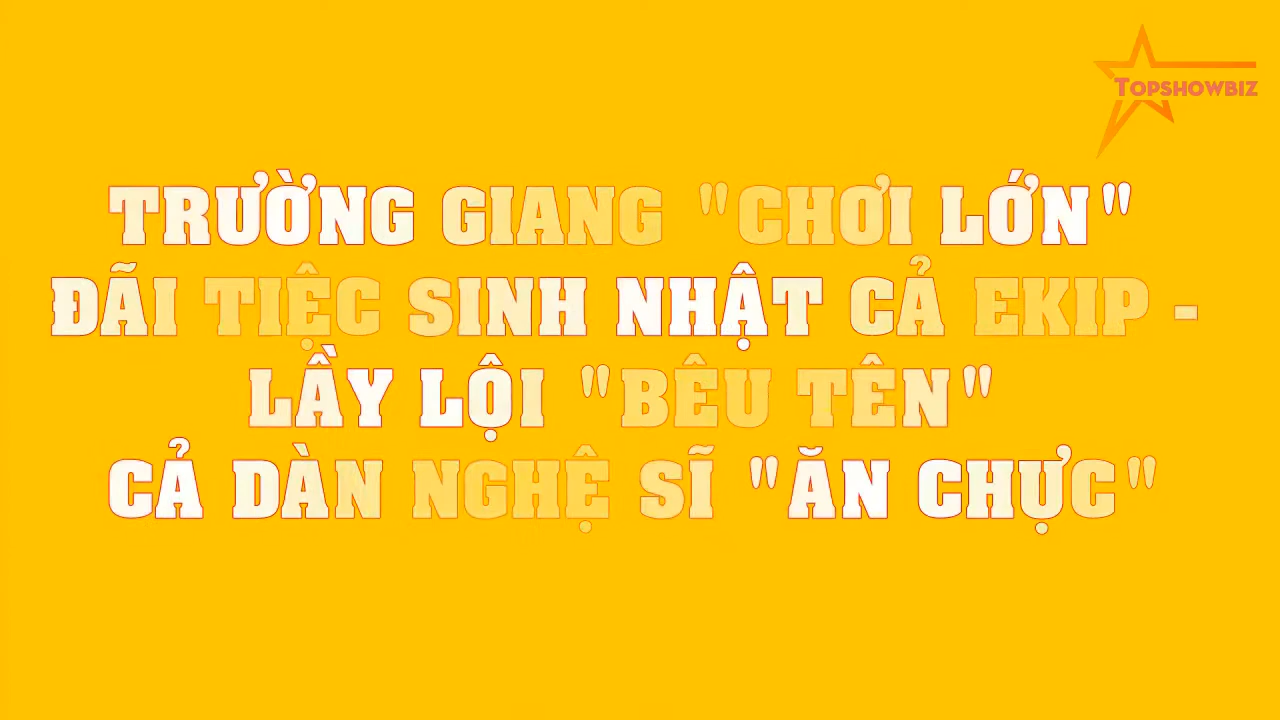 TOPSHOWBIZ
TRƯỜNG GIANG "CHƠI LỚN"
ĐÃI TIỆC SINH NHẬT CẢ EKIP -
LẦY LỘI "BÊU TÊN"
CẢ DÀN NGHỆ SĨ "ĂN CHỰC"